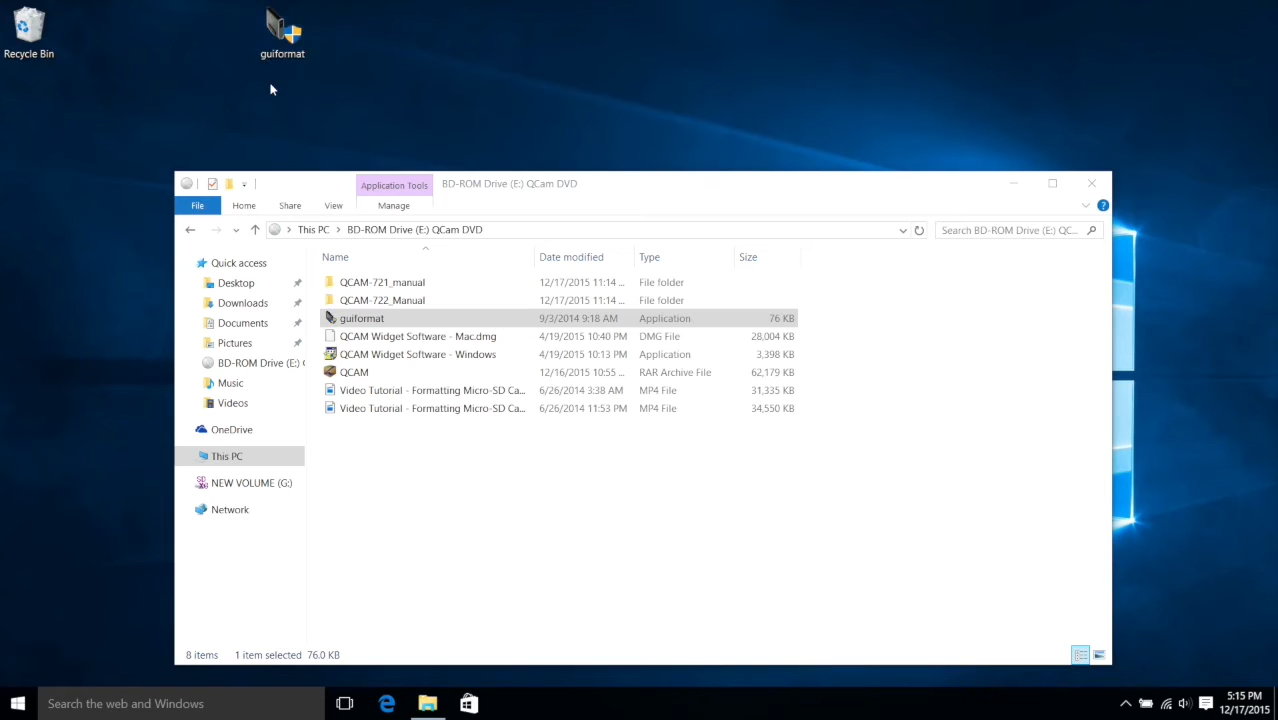 Recycle Bin
guiformat
Application Tools
BD-ROM Drive (E:) QCam DVD
File
Home
Share
View
Manage
This PC
BD-ROM Drive (E:) QCam DVD
Search BD-ROM Drive (E:) QC...
Name
Date modified
Type
Size
Quick access
Desktop
Downloads
Documents
Pictures
BD-ROM Drive (E:) (
Music
Videos
OneDrive
This PC
NEW VOLUME (G:)
Network
QCAM-721_manual 12/17/2015 11:14 ... File folder
QCAM-722_Manual 12/17/2015 11:14 ... File folder
guiformat 9/3/2014 9:18 AM Application 76 KB
QCAM Widget Software - Mac.dmg 4/19/2015 10:40 PM DMG File 28,004 KB
QCAM Widget Software - Windows 4/19/2015 10:13 PM Application 3,398 KB
QCAM 12/16/2015 10:55 ... RAR Archive File 62,179 KB
Video Tutorial - Formatting Micro-SD Ca... 6/26/2014 3:38 AM MP4 File 31,335 KB
Video Tutorial - Formatting Micro-SD Ca... 6/26/2014 11:53 PM MP4 File 34,550 KB
8 items 1 item selected 76.0 KB
Search the web and Windows
5:15 PM
12/17/2015